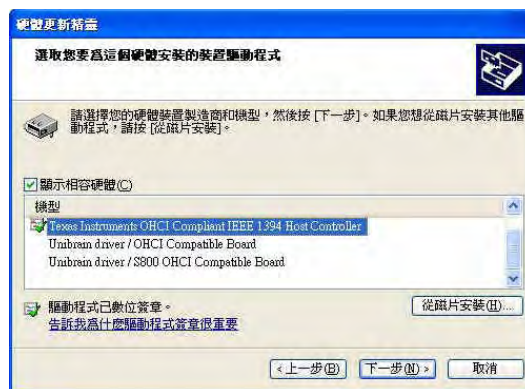 硬體更新精靈
選取您要為這個硬體安裝的裝置驅動程式
請選擇您的硬體裝置製造商和機型，然後按 [下一步]。如果您想從磁片安裝其他驅
動程式，請按 [從磁片安裝]。
顯示相容硬體(C)
機型
Texas Instruments OHCI Compliant IEEE 1394 Host Controller
Unibrain driver / OHCI Compatible Board
Unibrain driver / S800 OHCI Compatible Board
驅動程式已數位簽章。
從磁片安裝(H)...
告訴我為什麼驅動程式簽章很重要
<上一步(B) 下一步(N)> 取消